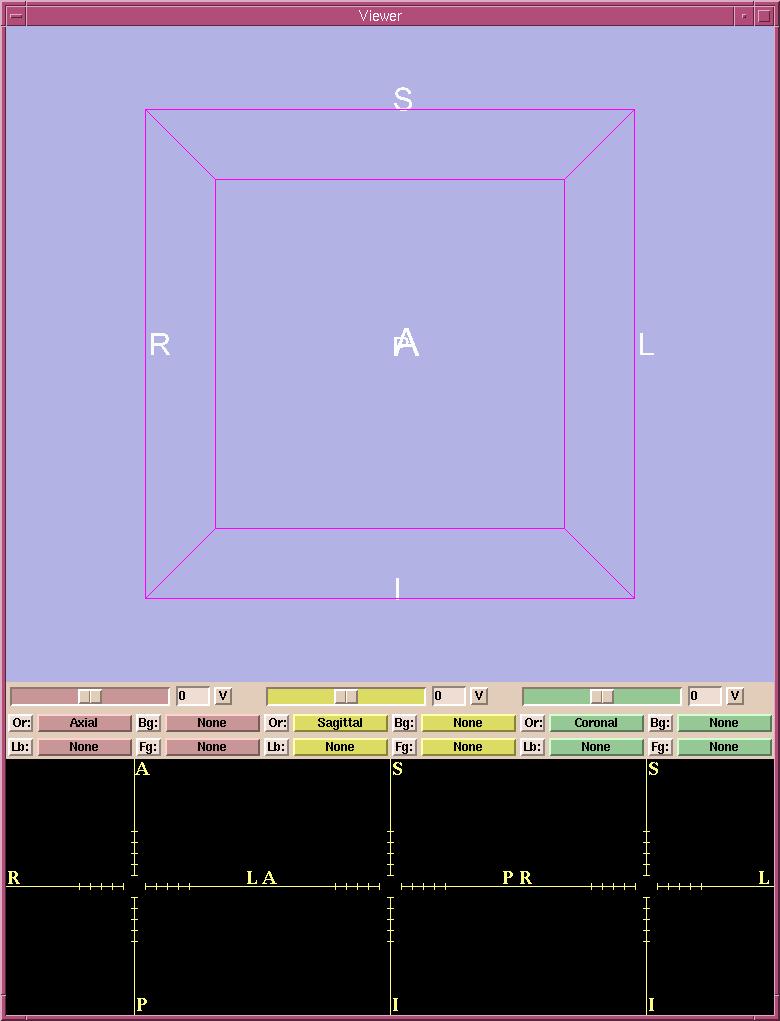 Viewer
S
R A L
I
0 V 0 V 0 V
Or: Axial Bg: None Or: Sagittal Bg: None Or: Coronal Bg: None
Lb: None Fg: None Lb: None Fg: None Lb: None Fg: None
A S S
R L A P R L
P I I